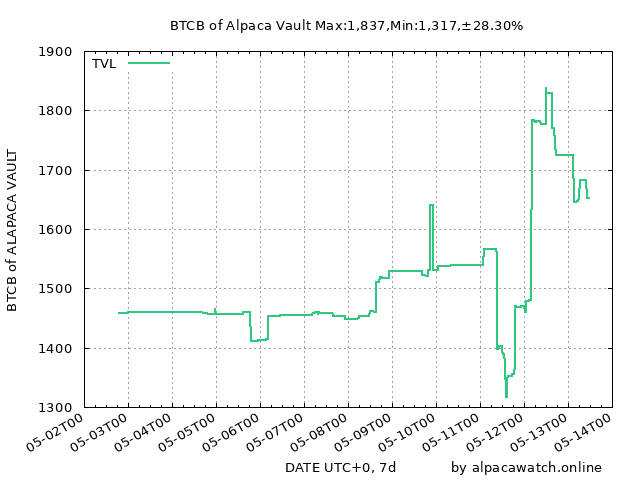 BTCB of Alpaca Vault Max:1,837,Min:1,317,±28.30%
TVL
BTCB of ALAPACA VAULT
1900
1800
1700
1600
1500
1400
1300
05-02T00
05-03T00
05-04T00
05-05T00
05-06T00
05-07T00
05-08T00
05-09T00
05-10T00
05-11T00
05-12T00
05-13T00
05-14T00
DATE UTC+0, 7d
by alpacawatch.online